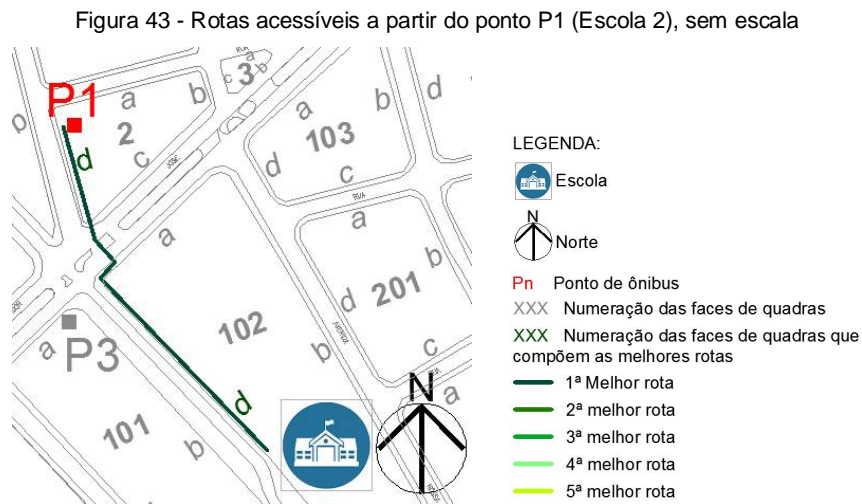 Figura 43 - Rotas acessíveis a partir do ponto P1 (Escola 2), sem escala
P1
a
b
2
c
d
c
a
b
3
a
b
103
d
c
d
p
a
102
b
d
a
b
201
d
c
a
RUA
a
P3
101
b
N
LEGENDA:
Escola
N
Norte
Pn Ponto de ônibus
XXX Numeração das faces de quadras
XXX Numeração das faces de quadras que
compõem as melhores rotas
1ª Melhor rota
2ª melhor rota
3ª melhor rota
4ª melhor rota
5ª melhor rota